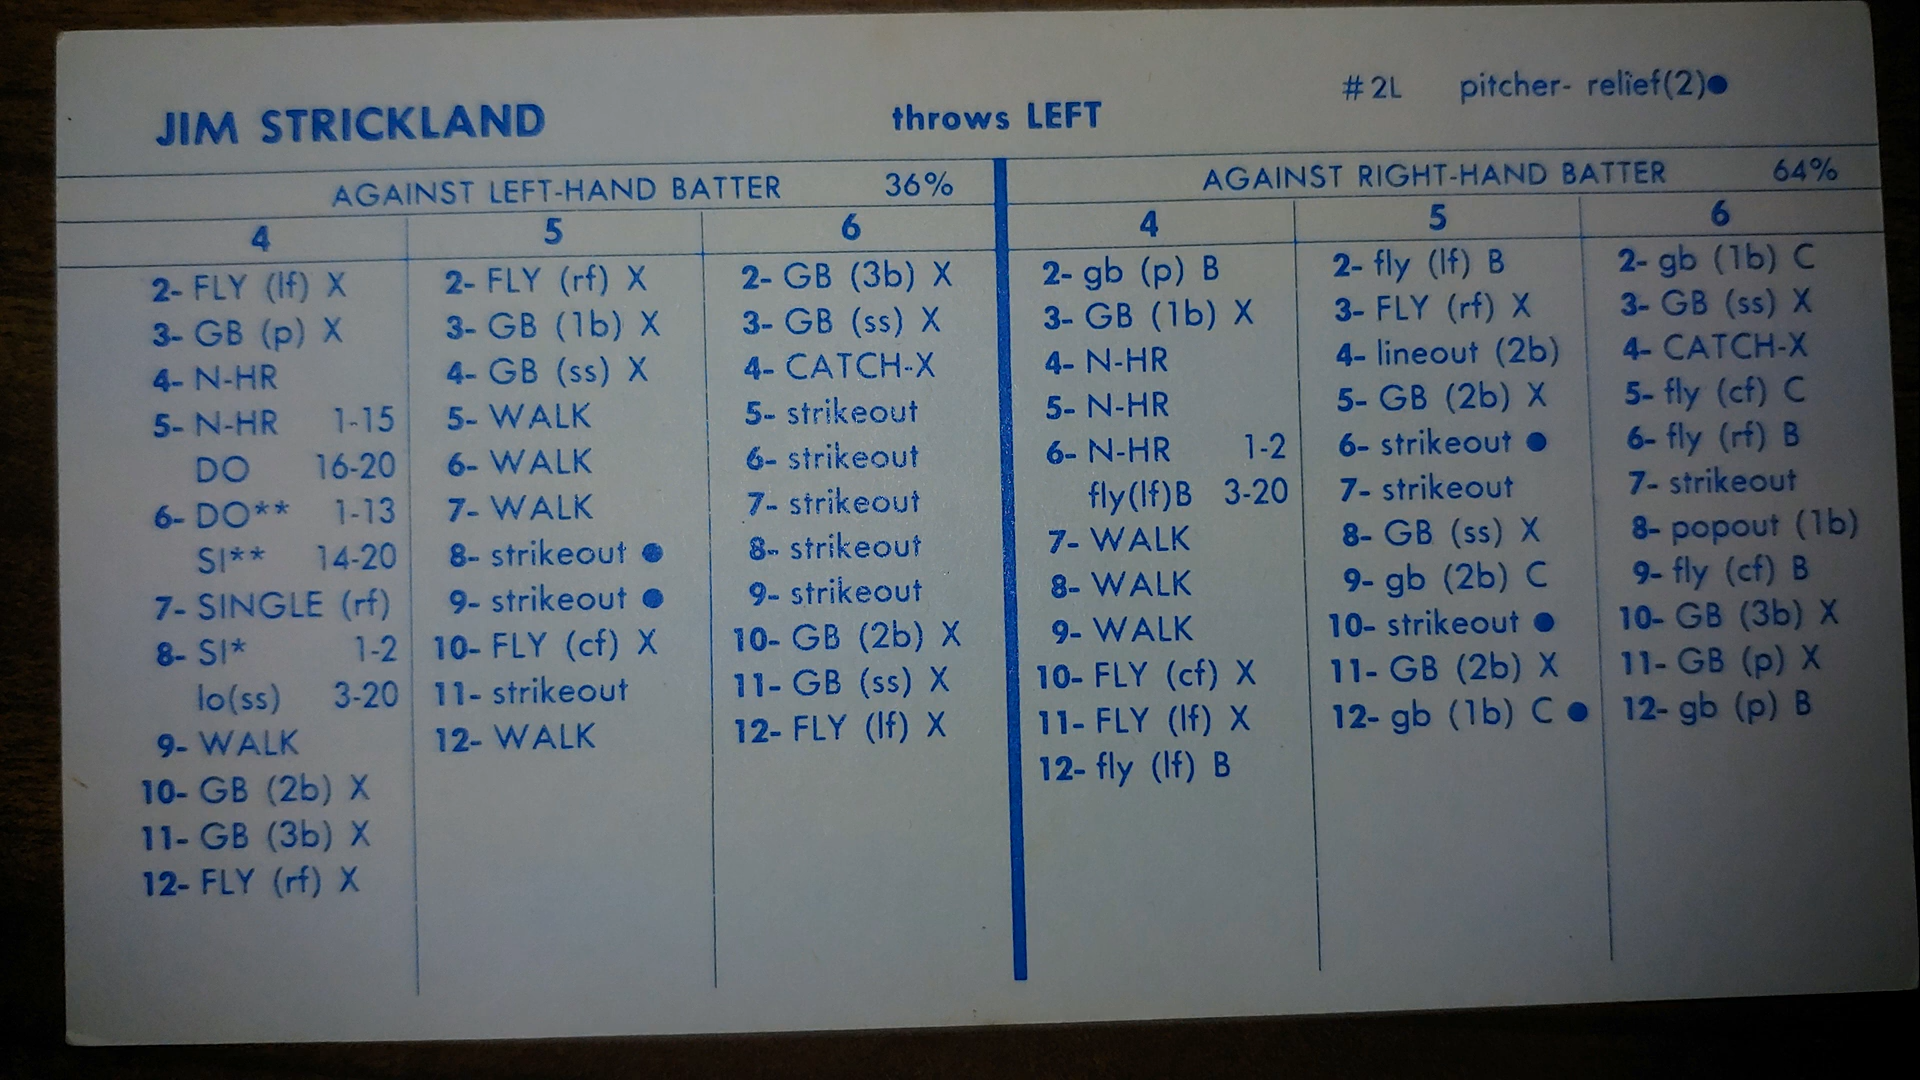 JIM STRICKLAND throws LEFT #2L pitcher- relief(2)●
AGAINST LEFT-HAND BATTER 36%
4
2- FLY (lf) X
3- GB (p) X
4- N-HR
5- N-HR 1-15
DO 16-20
6- DO** 1-13
SI** 14-20
7- SINGLE (rf)
8- SI* 1-2
lo(ss) 3-20
9- WALK
10- GB (2b) X
11- GB (3b) X
12- FLY (rf) X
5
2- FLY (rf) X
3- GB (1b) X
4- GB (ss) X
5- WALK
6- WALK
7- WALK
8- strikeout ●
9- strikeout ●
10- FLY (cf) X
11- strikeout
12- WALK
6
2- GB (3b) X
3- GB (ss) X
4- CATCH-X
5- strikeout
6- strikeout
7- strikeout
8- strikeout
9- strikeout
10- GB (2b) X
11- GB (ss) X
12- FLY (lf) X
AGAINST RIGHT-HAND BATTER 64%
4
2- gb (p) B
3- GB (1b) X
4- N-HR
5- N-HR
6- N-HR 1-2
fly(lf)B 3-20
7- WALK
8- WALK
9- WALK
10- FLY (cf) X
11- FLY (lf) X
12- fly (lf) B
5
2- fly (lf) B
3- FLY (rf) X
4- lineout (2b)
5- GB (2b) X
6- strikeout ●
7- strikeout
8- GB (ss) X
9- gb (2b) C
10- strikeout ●
11- GB (2b) X
12- gb (1b) C ●
6
2- gb (1b) C
3- GB (ss) X
4- CATCH-X
5- fly (cf) C
6- fly (rf) B
7- strikeout
8- popout (1b)
9- fly (cf) B
10- GB (3b) X
11- GB (p) X
12- gb (p) B